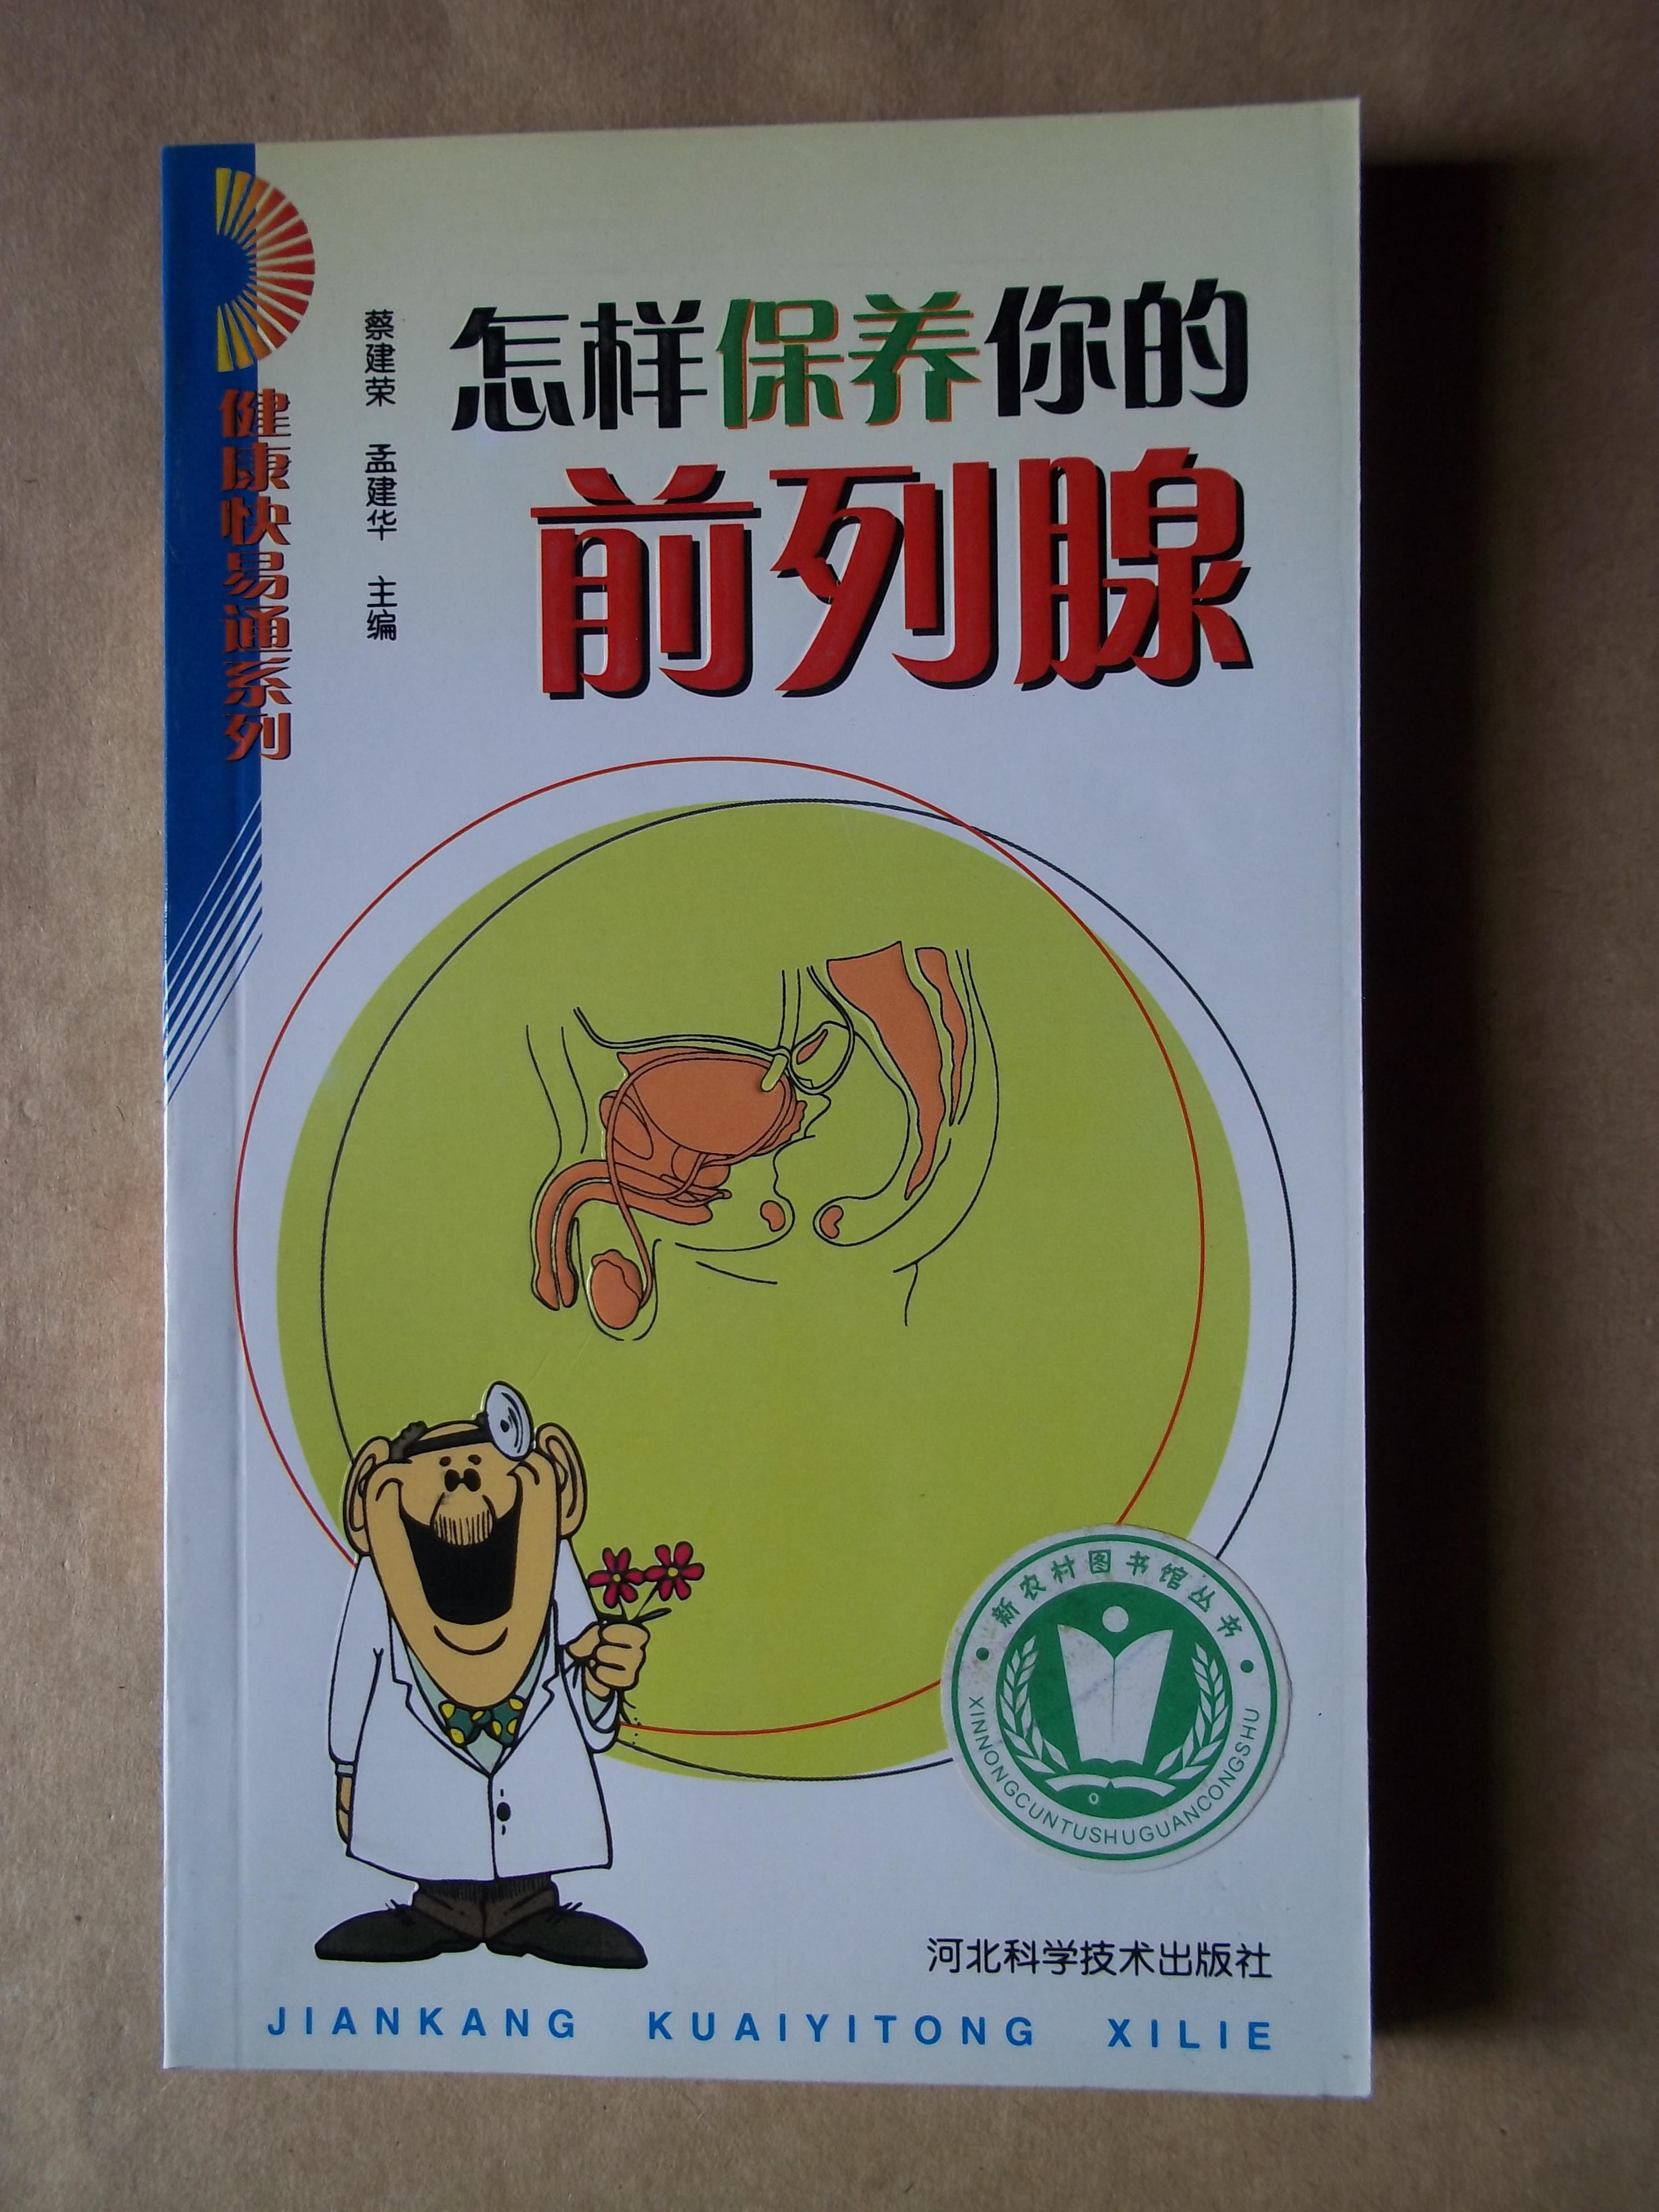 怎样保养你的
前列腺
蔡建荣 孟建华 主编
健康快易通系列
新农村图书馆丛书
XINNONGCUNTUSHUGUANCONGSHU
河北科学技术出版社
JIANKANG KUAIYITONG XILIE